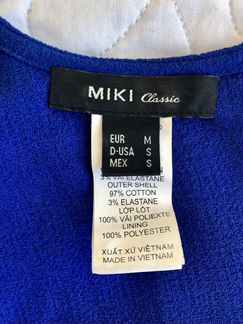 MIKI Classic
EUR M
D-USA S
MEX S
3% VẢI ELASTANE
OUTER SHELL
97% COTTON
3% ELASTANE
LỚP LÓT
100% VẢI POLIEXTE
LINING
100% POLYESTER
XUẤT XỨ VIỆTNAM
MADE IN VIETNAM